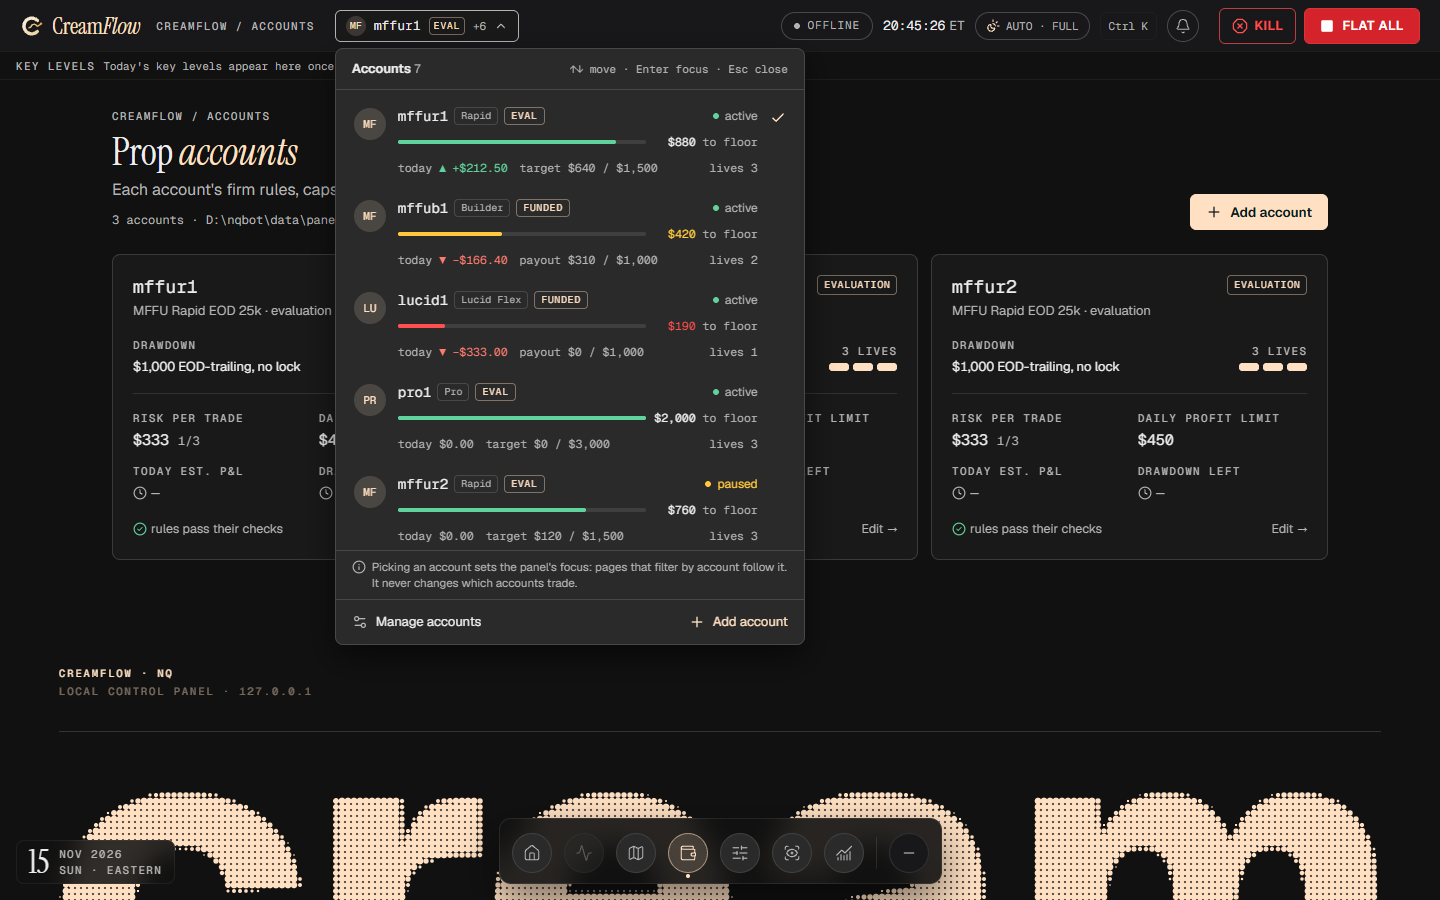 CreamFlow CREAMFLOW / ACCOUNTS MF mffur1 EVAL +6 OFFLINE 20:45:26 ET AUTO · FULL Ctrl K KILL FLAT ALL
KEY LEVELS Today's key levels appear here once
Accounts 7 move · Enter focus · Esc close
CREAMFLOW / ACCOUNTS
Prop accounts
Each account's firm rules, caps
3 accounts · D:\nqbot\data\pane
Add account
MF mffur1 Rapid EVAL active
$880 to floor
today ▲ +$212.50 target $640 / $1,500 lives 3
MF mffub1 Builder FUNDED active
$420 to floor
today ▼ −$166.40 payout $310 / $1,000 lives 2
LU lucid1 Lucid Flex FUNDED active
$190 to floor
today ▼ −$333.00 payout $0 / $1,000 lives 1
PR pro1 Pro EVAL active
$2,000 to floor
today $0.00 target $0 / $3,000 lives 3
MF mffur2 Rapid EVAL paused
$760 to floor
today $0.00 target $120 / $1,500 lives 3
Picking an account sets the panel's focus: pages that filter by account follow it.
It never changes which accounts trade.
Manage accounts Add account
mffur1
MFFU Rapid EOD 25k · evaluation
DRAWDOWN
$1,000 EOD-trailing, no lock
RISK PER TRADE DA
$333 1/3 $4
TODAY EST. P&L DR
–
rules pass their checks
EVALUATION
3 LIVES
IT LIMIT
EFT
Edit →
mffur2 EVALUATION
MFFU Rapid EOD 25k · evaluation
DRAWDOWN 3 LIVES
$1,000 EOD-trailing, no lock
RISK PER TRADE DAILY PROFIT LIMIT
$333 1/3 $450
TODAY EST. P&L DRAWDOWN LEFT
– –
rules pass their checks Edit →
CREAMFLOW · NQ
LOCAL CONTROL PANEL · 127.0.0.1
cream
15 NOV 2026
SUN · EASTERN